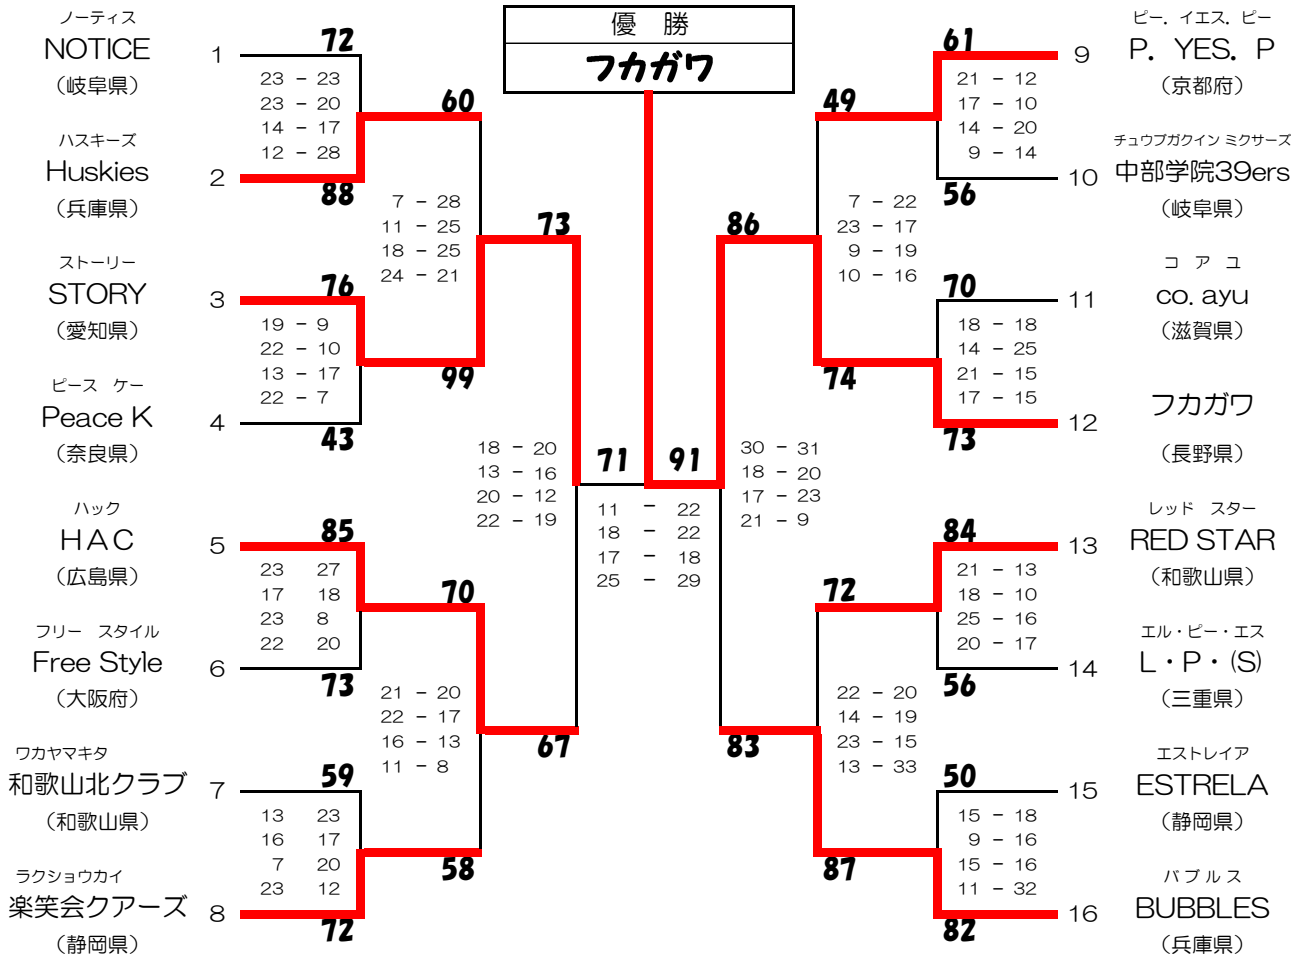 優 勝
フカガワ
ノーティス
NOTICE
(岐阜県)
1
ハスキーズ
Huskies
(兵庫県)
2
72
23 - 23
23 - 20
14 - 17
12 - 28
88
ストーリー
STORY
(愛知県)
3
ピース ケー
Peace K
(奈良県)
4
76
19 - 9
22 - 10
13 - 17
22 - 7
43
60
7 - 28
11 - 25
18 - 25
24 - 21
99
ハック
HAC
(広島県)
5
フリー スタイル
Free Style
(大阪府)
6
85
23 27
17 18
23 8
22 20
73
ワカヤマキタ
和歌山北クラブ
(和歌山県)
7
ラクショウカイ
楽笑会クアーズ
(静岡県)
8
59
13 23
16 17
7 20
23 12
72
70
21 - 20
22 - 17
16 - 13
11 - 8
58
73
18 - 20
13 - 16
20 - 12
22 - 19
67
71 91
11 - 22
18 - 22
17 - 18
25 - 29
86
30 - 31
18 - 20
17 - 23
21 - 9
83
49
7 - 22
23 - 17
9 - 19
10 - 16
74
61
21 - 12
17 - 10
14 - 20
9 - 14
56
9
ピー．イエス．ピー
P．YES．P
(京都府)
10
チュウブガクイン ミクサーズ
中部学院39ers
(岐阜県)
70
18 - 18
14 - 25
21 - 15
17 - 15
73
11
コ ア ユ
co.ayu
(滋賀県)
12
フカガワ
(長野県)
72
22 - 20
14 - 19
23 - 15
13 - 33
87
84
21 - 13
18 - 10
25 - 16
20 - 17
56
13
レッド スター
RED STAR
(和歌山県)
14
エル・ピー・エス
L・P・(S)
(三重県)
50
15 - 18
9 - 16
15 - 16
11 - 32
82
15
エストレイア
ESTRELA
(静岡県)
16
バブルス
BUBBLES
(兵庫県)